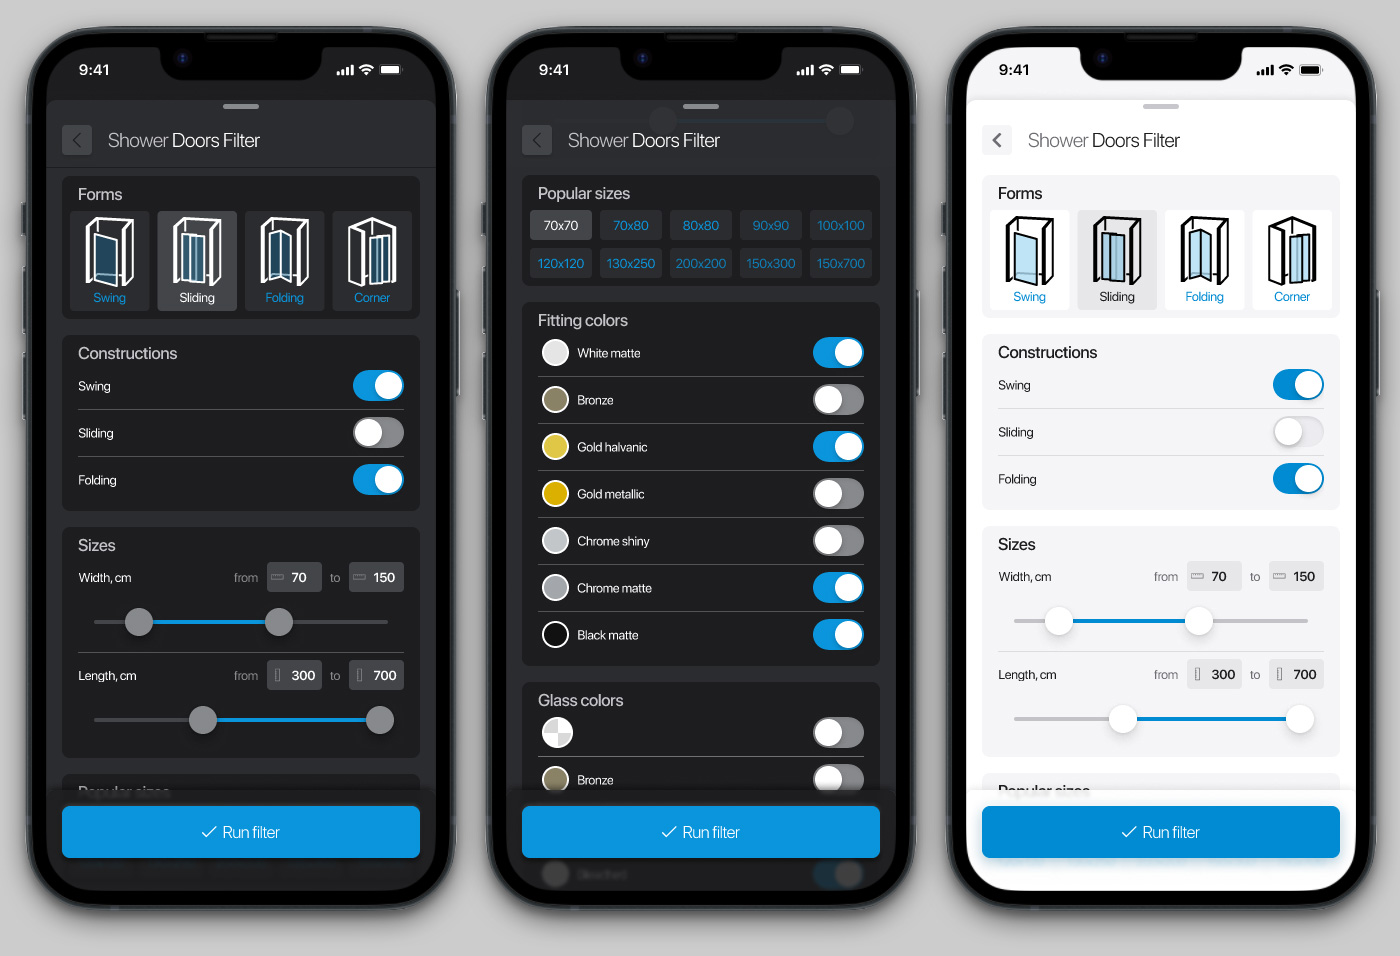 9:41
Shower Doors Filter
Forms
Swing
Sliding
Folding
Corner
Constructions
Swing
Sliding
Folding
Sizes
Width, cm from 70 to 150
Length, cm from 300 to 700
Popular sizes
Run filter
9:41
Shower Doors Filter
Popular sizes
70x70 70x80 80x80 90x90 100x100
120x120 130x250 200x200 150x300 150x700
Fitting colors
White matte
Bronze
Gold halvanic
Gold metallic
Chrome shiny
Chrome matte
Black matte
Glass colors
Bronze
Run filter
9:41
Shower Doors Filter
Forms
Swing
Sliding
Folding
Corner
Constructions
Swing
Sliding
Folding
Sizes
Width, cm from 70 to 150
Length, cm from 300 to 700
Popular sizes
Run filter